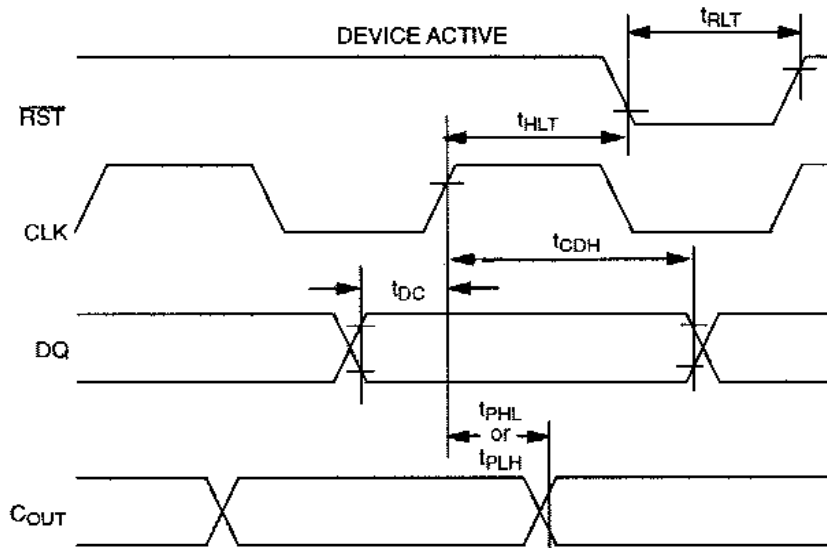 DEVICE ACTIVE
tRLT
RST
tHLT
CLK
tCDH
tDC
DQ
tPHL
or
tPLH
COUT